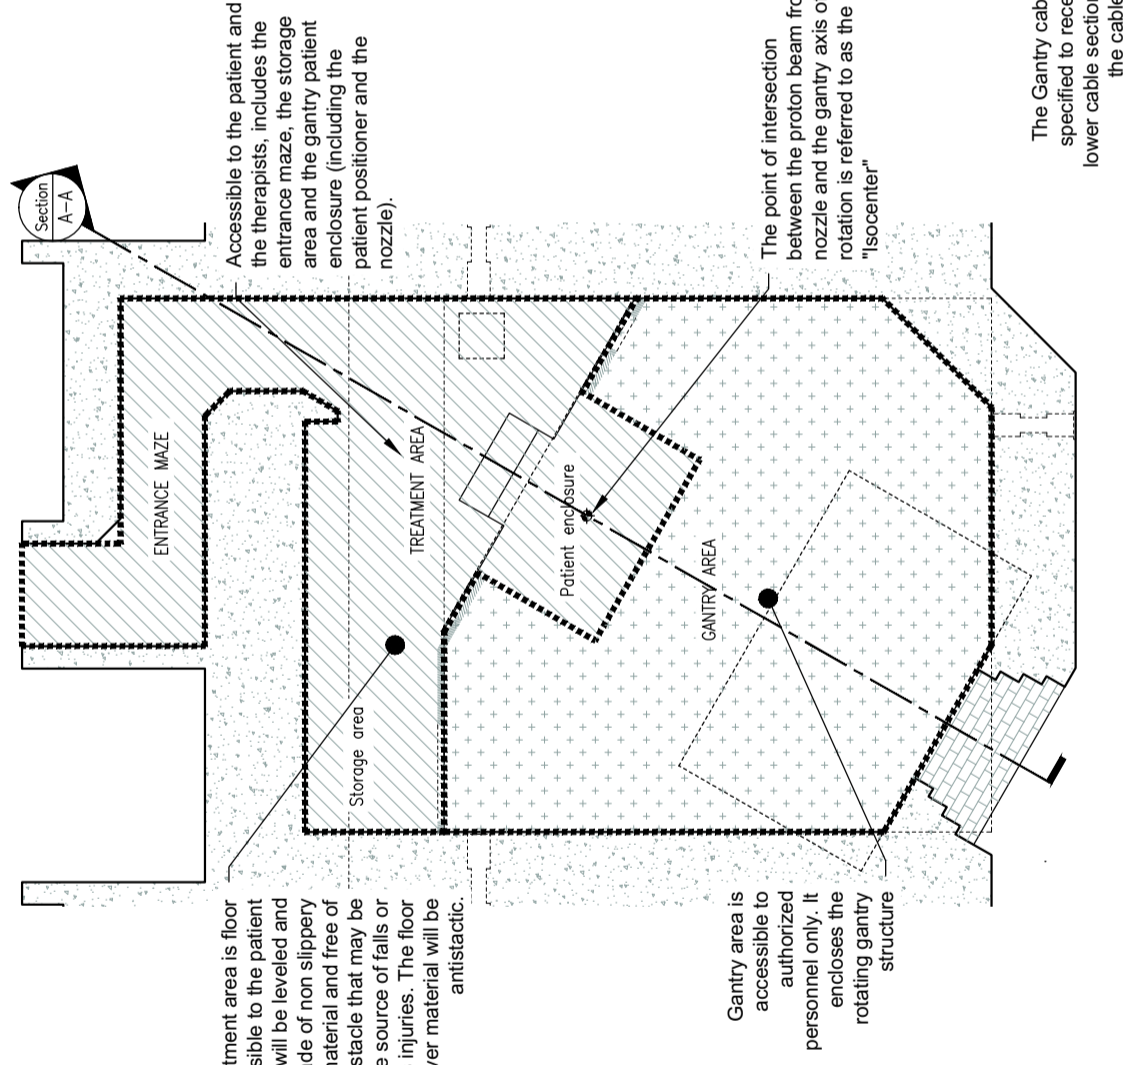 Section
A-A
Accessible to the patient and
the therapists, includes the
entrance maze, the storage
area and the gantry patient
enclosure (including the
patient positioner and the
nozzle).
The point of intersection
between the proton beam fro
nozzle and the gantry axis o
rotation is referred to as the
"Isocenter"
The Gantry cab
specified to rece
lower cable section
the cable
ENTRANCE MAZE
TREATMENT AREA
Storage area
Patient enclosure
GANTRY AREA
tment area is floor
sible to the patient
will be leveled and
de of non slippery
aterial and free of
stacle that may be
e source of falls or
injuries. The floor
ver material will be
antistactic.
Gantry area is
accessible to
authorized
personnel only. It
encloses the
rotating gantry
structure